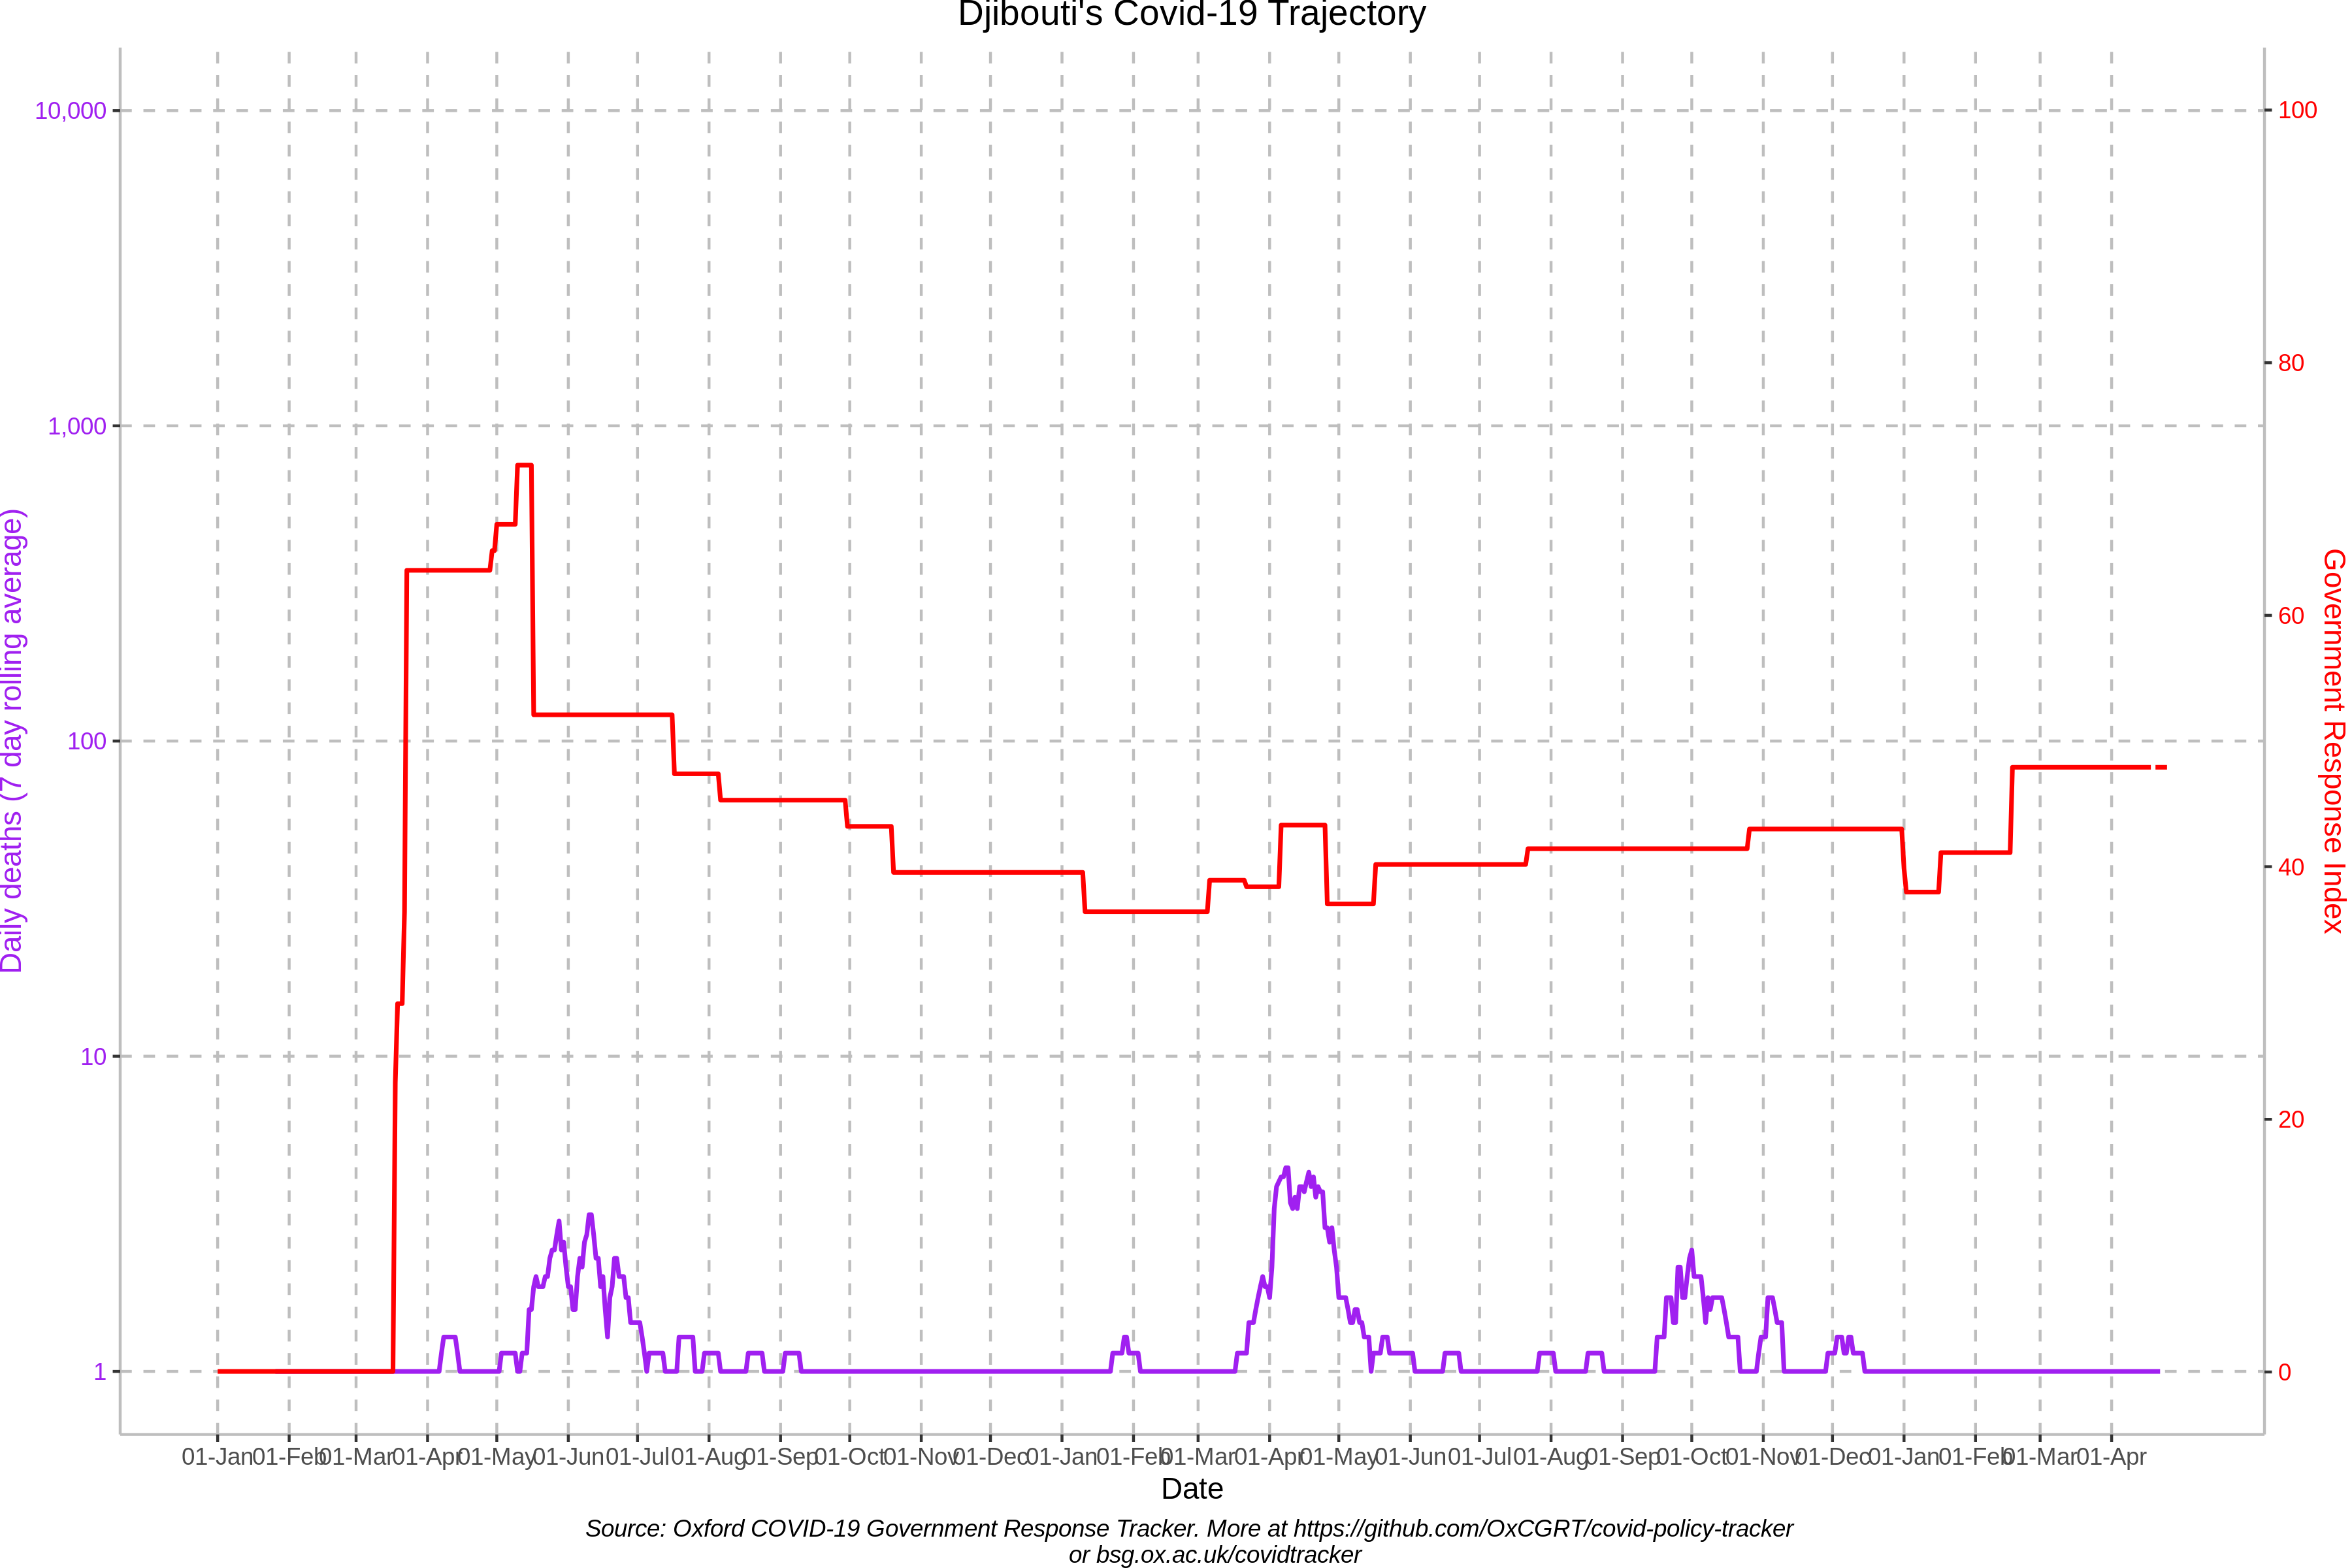 Djibouti's Covid-19 Trajectory
Daily deaths (7 day rolling average)
10,000
1,000
100
10
1
Government Response Index
100
80
60
40
20
0
01-Jan 01-Feb 01-Mar 01-Apr 01-May 01-Jun 01-Jul 01-Aug 01-Sep 01-Oct 01-Nov 01-Dec 01-Jan 01-Feb 01-Mar 01-Apr 01-May 01-Jun 01-Jul 01-Aug 01-Sep 01-Oct 01-Nov 01-Dec 01-Jan 01-Feb 01-Mar 01-Apr
Date
Source: Oxford COVID-19 Government Response Tracker. More at https://github.com/OxCGRT/covid-policy-tracker
or bsg.ox.ac.uk/covidtracker